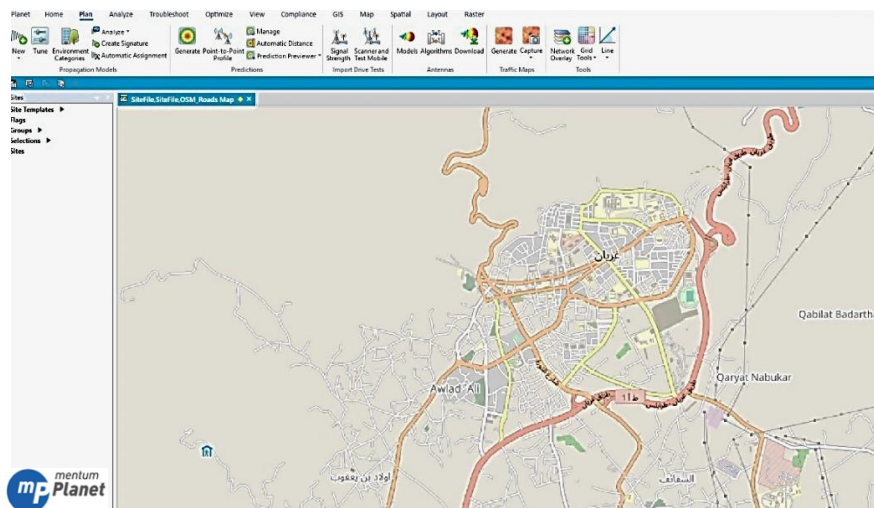 Planet Home Plan Analyze Troubleshoot Optimize View Compliance GIS Map Spatial Layout Raster
New
Tune
Environment
Categories
Analyze
Create Signature
Automatic Assignment
Propagation Models
Generate
Point-to-Point
Profile
Manage
Automatic Distance
Prediction Previewer
Predictions
Signal
Strength
Scanner and
Test Mobile
Import Drive Tests
Models
Algorithms
Download
Antennas
Generate
Capture
Traffic Maps
Network
Overlay
Grid
Tools
Line
Tools
Sites
SiteFile,SiteFile,OSM_Roads Map
Site Templates
Flags
Groups
Selections
Sites
غريان
Qabilat Badartha
Qaryat Nabukar
Awlad 'Ali
ط11
اولاد بن يعقوب
السقائف
mp mentum
Planet